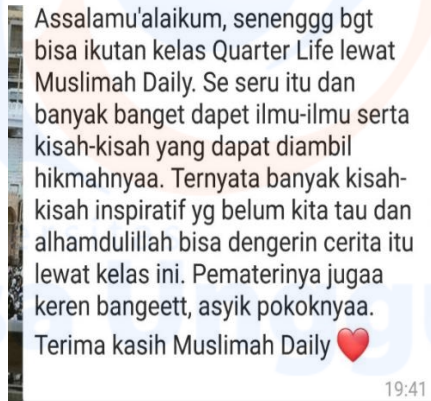 Assalamu'alaikum, senenggg bgt
bisa ikutan kelas Quarter Life lewat
Muslimah Daily. Se seru itu dan
banyak banget dapet ilmu-ilmu serta
kisah-kisah yang dapat diambil
hikmahnyaa. Ternyata banyak kisah-
kisah inspiratif yg belum kita tau dan
alhamdulillah bisa dengerin cerita itu
lewat kelas ini. Pematerinya jugaa
keren bangeett, asyik pokoknyaa.
Terima kasih Muslimah Daily ❤️
19:41